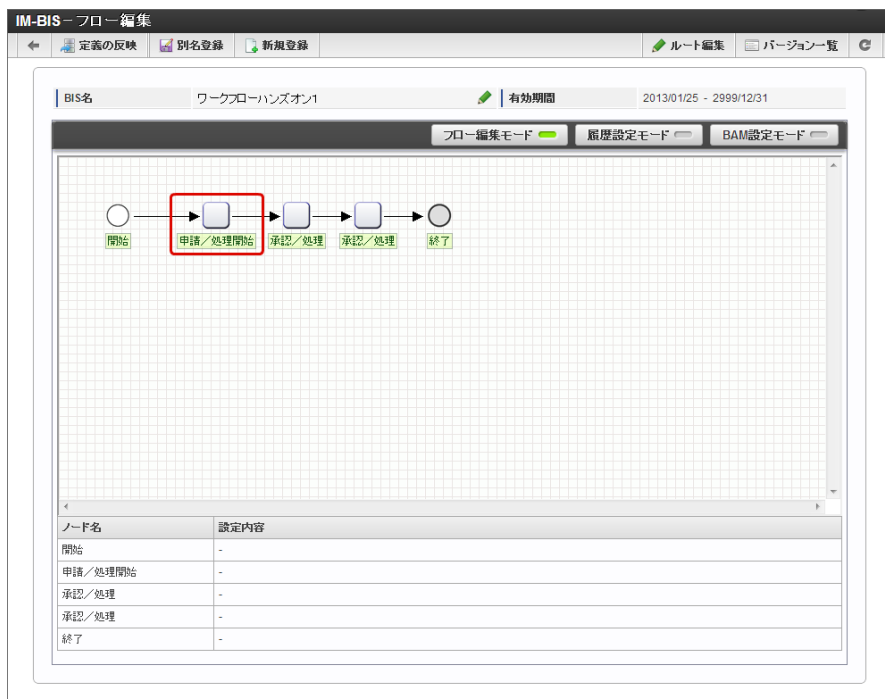 IM-BIS－フロー編集
定義の反映 別名登録 新規登録 ルート編集 バージョン一覧
BIS名 ワークフローハンズオン1 有効期間 2013/01/25 - 2999/12/31
フロー編集モード 履歴設定モード BAM設定モード
開始 申請／処理開始 承認／処理 承認／処理 終了
ノード名 設定内容
開始 -
申請／処理開始 -
承認／処理 -
承認／処理 -
終了 -